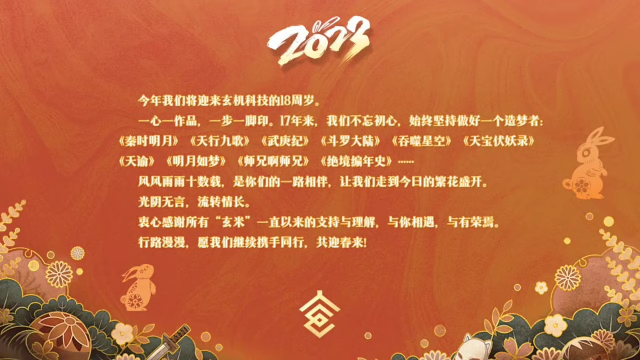 2023
今年我们将迎来玄机科技的18周岁。
一心一作品，一步一脚印。17年来，我们不忘初心，始终坚持做好一个造梦者：
《秦时明月》《天行九歌》《武庚纪》《斗罗大陆》《吞噬星空》《天宝伏妖录》
《天谕》《明月如梦》《师兄啊师兄》《绝境编年史》……
风风雨雨十数载，是你们的一路相伴，让我们走到今日的繁花盛开。
光阴无言，流转情长。
衷心感谢所有“玄米”一直以来的支持与理解，与你相遇，与有荣焉。
行路漫漫，愿我们继续携手同行，共迎春来!